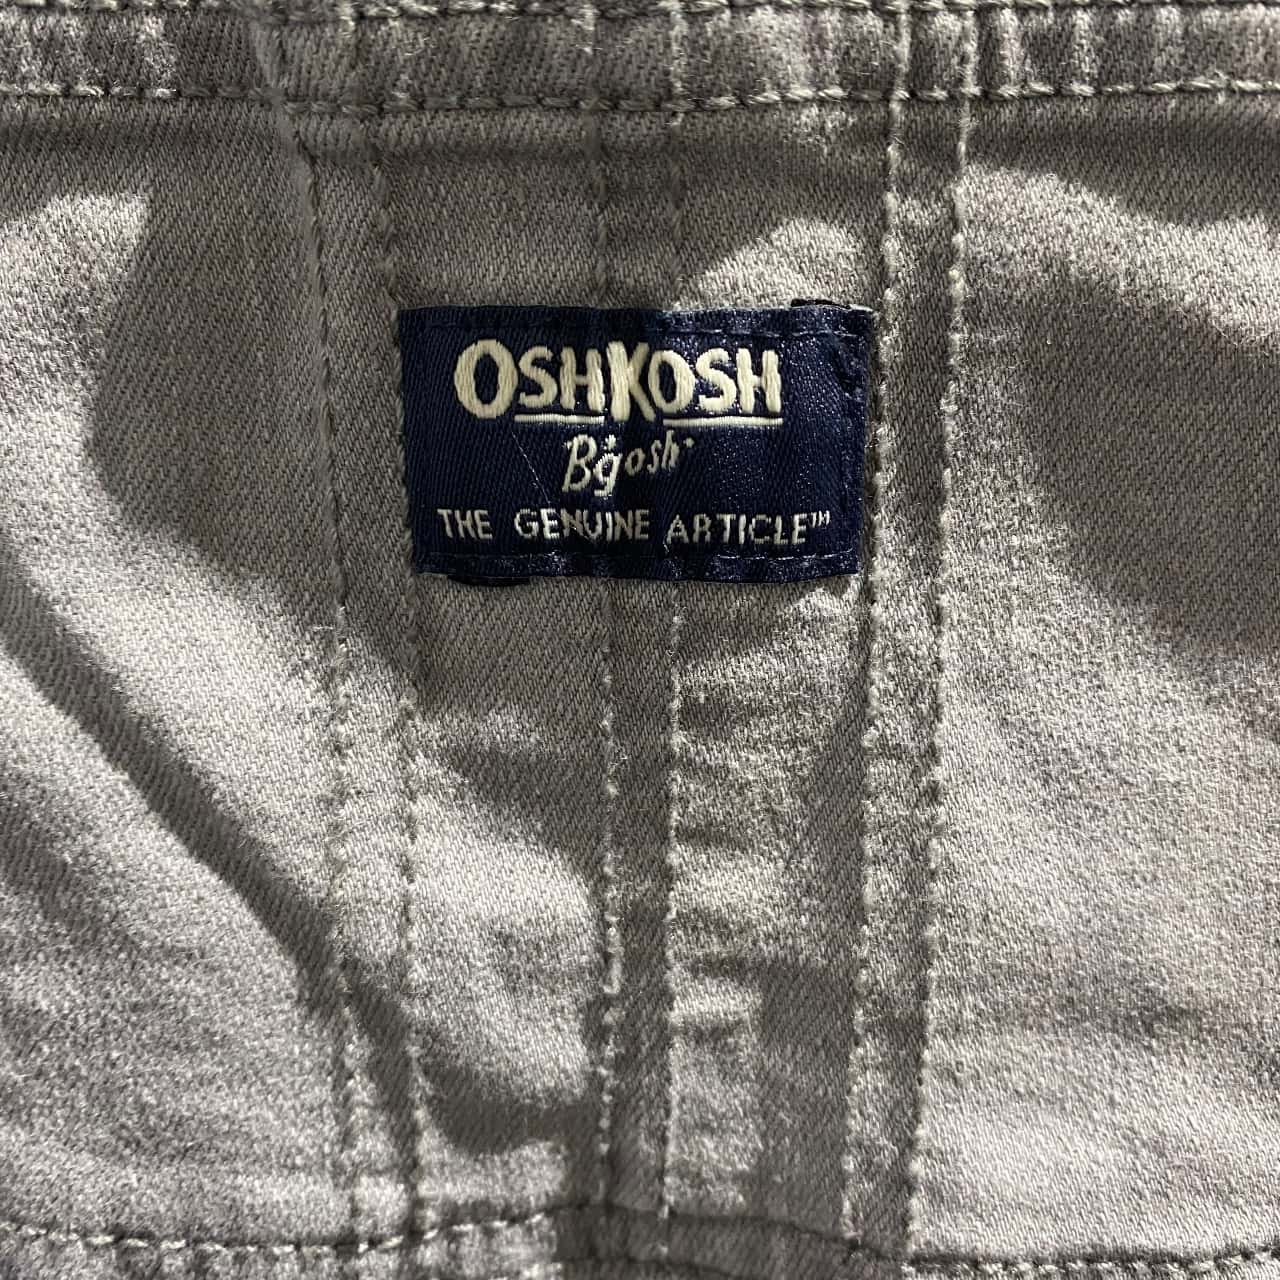 OSHKOSH
B'gosh
THE GENUINE ARTICLE™